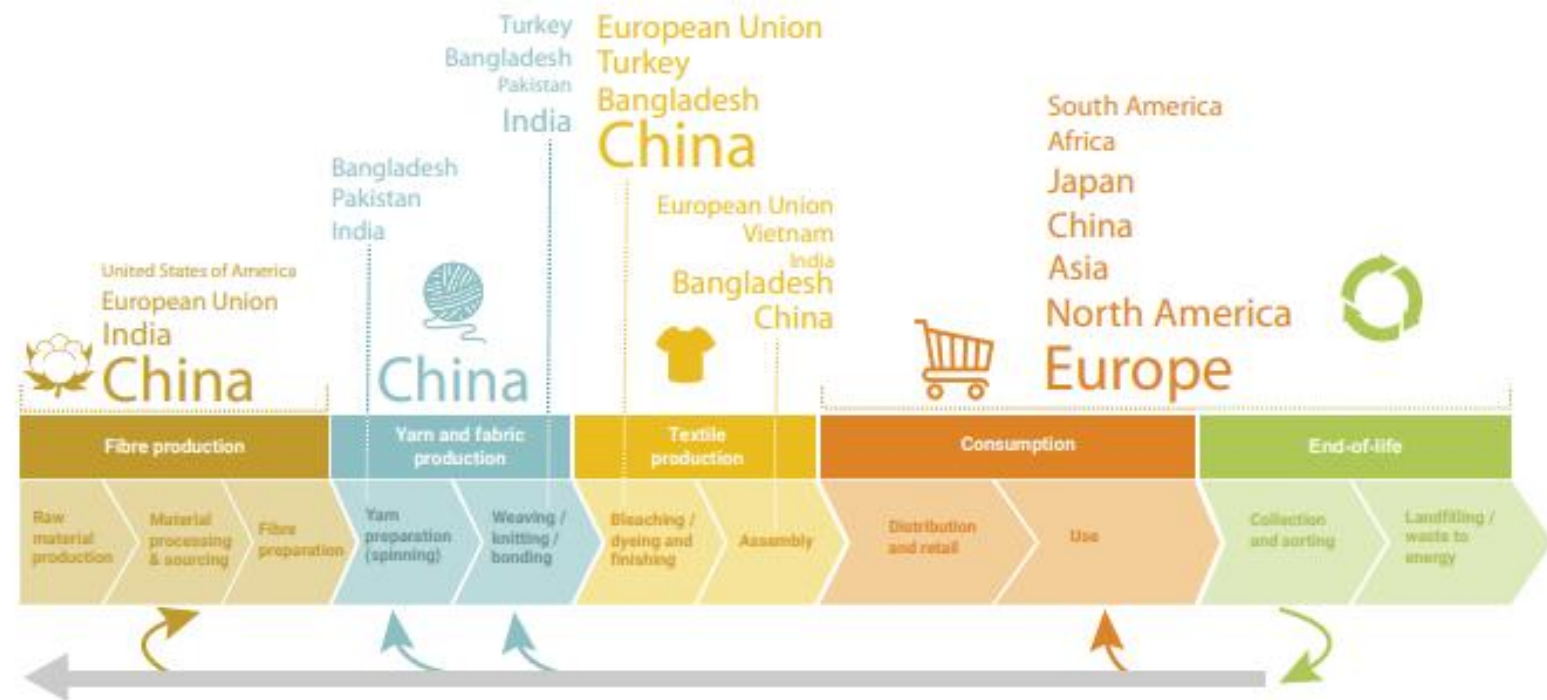 Turkey
Bangladesh
Pakistan
India
European Union
Turkey
Bangladesh
China
Bangladesh
Pakistan
India
European Union
Vietnam
India
Bangladesh
China
South America
Africa
Japan
China
Asia
North America
Europe
United States of America
European Union
India
China
China
Fibre production
Yarn and fabric
production
Textile
production
Consumption
End-of-life
Raw
material
production
Material
processing
& sourcing
Fibre
preparation
Yarn
preparation
(spinning)
Weaving /
knitting /
bonding
Bleaching /
dyeing and
finishing
Assembly
Distribution
and retail
Use
Collection
and sorting
Landfilling /
waste to
energy